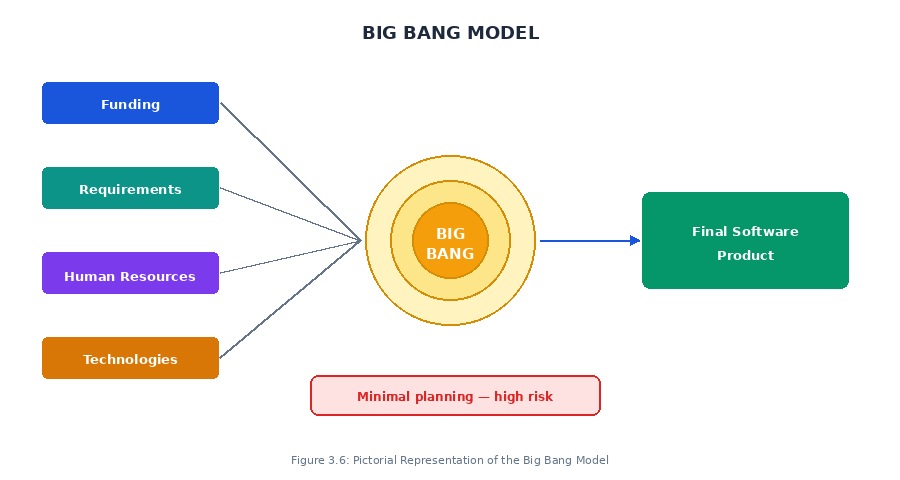 BIG BANG MODEL
Funding
Requirements
Human Resources
Technologies
BIG
BANG
Final Software
Product
Minimal planning — high risk
Figure 3.6: Pictorial Representation of the Big Bang Model